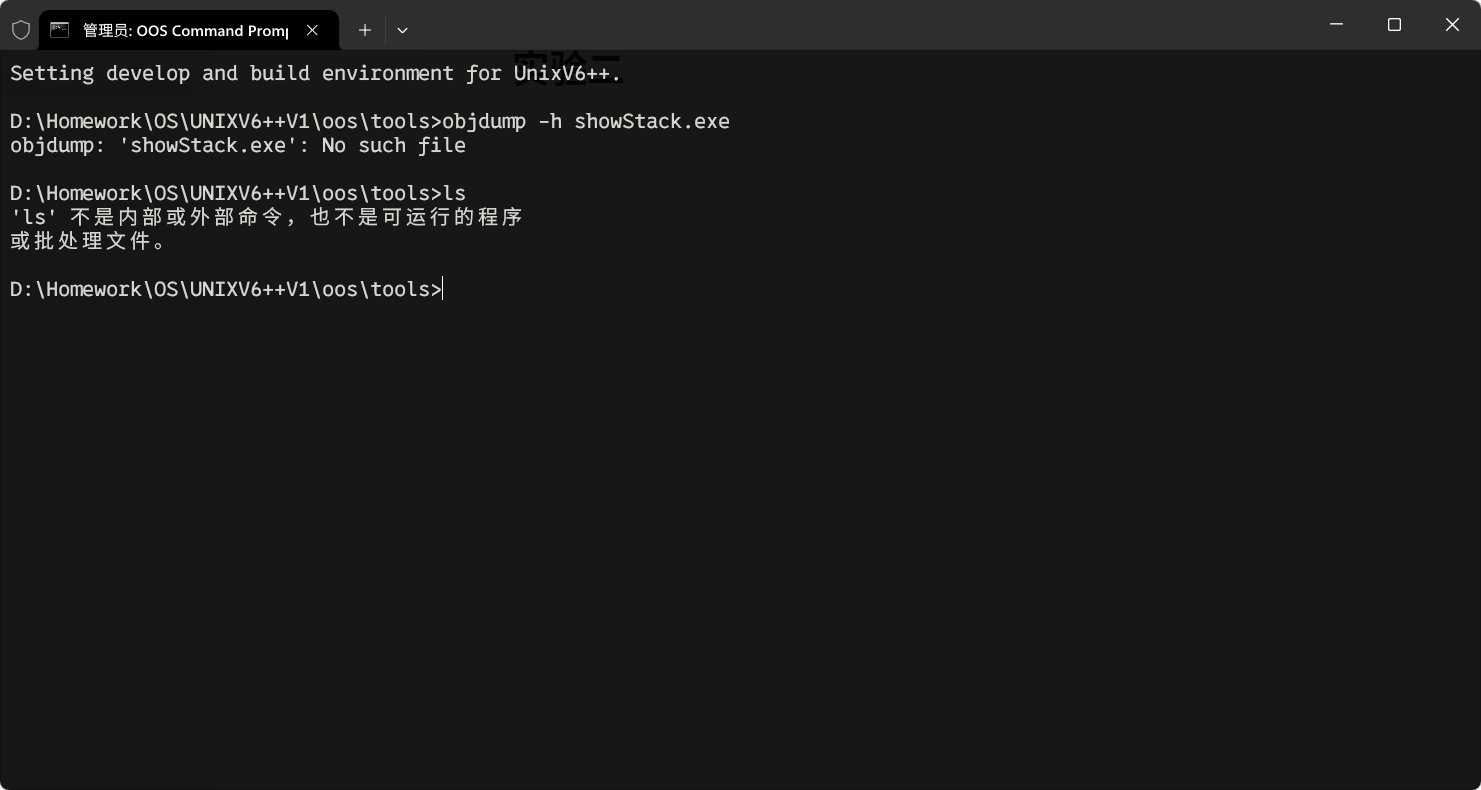 管理员: OOS Command Promp
实验二
Setting develop and build environment for UnixV6++.
D:\Homework\OS\UNIXV6++V1\oos\tools>objdump -h showStack.exe
objdump: 'showStack.exe': No such file
D:\Homework\OS\UNIXV6++V1\oos\tools>ls
'ls' 不是内部或外部命令，也不是可运行的程序
或批处理文件。
D:\Homework\OS\UNIXV6++V1\oos\tools>